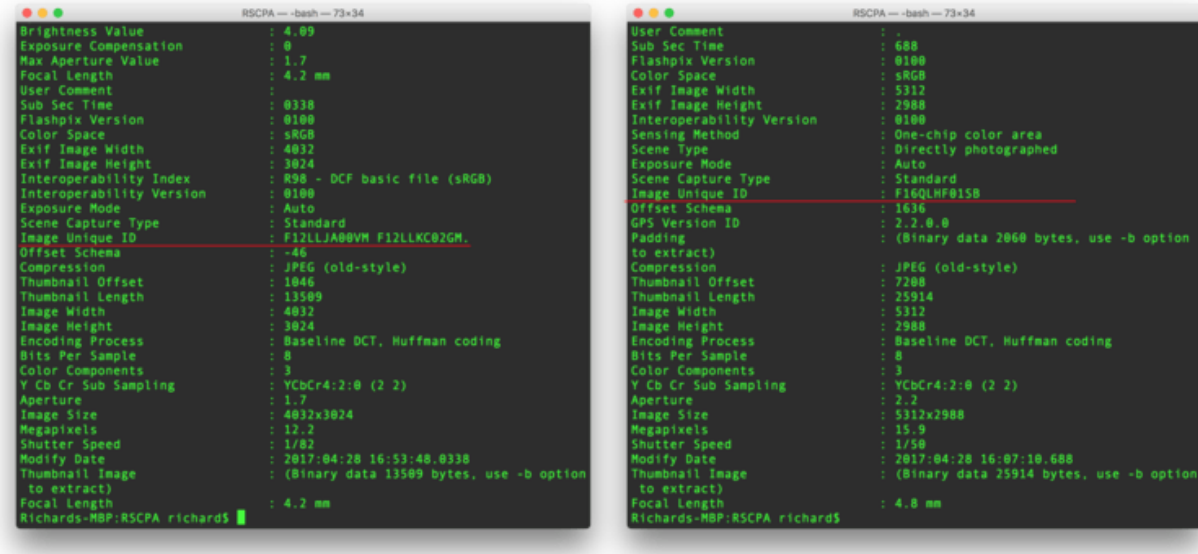 RSCPA — -bash — 73×34
Brightness Value : 4.09
Exposure Compensation : 0
Max Aperture Value : 1.7
Focal Length : 4.2 mm
User Comment :
Sub Sec Time : 0338
Flashpix Version : 0100
Color Space : sRGB
Exif Image Width : 4032
Exif Image Height : 3024
Interoperability Index : R98 - DCF basic file (sRGB)
Interoperability Version : 0100
Exposure Mode : Auto
Scene Capture Type : Standard
Image Unique ID : F12LLJA00VM F12LLKC02GM.
Offset Schema : -46
Compression : JPEG (old-style)
Thumbnail Offset : 1046
Thumbnail Length : 13509
Image Width : 4032
Image Height : 3024
Encoding Process : Baseline DCT, Huffman coding
Bits Per Sample : 8
Color Components : 3
Y Cb Cr Sub Sampling : YCbCr4:2:0 (2 2)
Aperture : 1.7
Image Size : 4032x3024
Megapixels : 12.2
Shutter Speed : 1/82
Modify Date : 2017:04:28 16:53:48.0338
Thumbnail Image : (Binary data 13509 bytes, use -b option
to extract)
Focal Length : 4.2 mm
Richards-MBP:RSCPA richard$
RSCPA — -bash — 73×34
User Comment : .
Sub Sec Time : 688
Flashpix Version : 0100
Color Space : sRGB
Exif Image Width : 5312
Exif Image Height : 2988
Interoperability Version : 0100
Sensing Method : One-chip color area
Scene Type : Directly photographed
Exposure Mode : Auto
Scene Capture Type : Standard
Image Unique ID : F16QLHF01SB
Offset Schema : 1636
GPS Version ID : 2.2.0.0
Padding : (Binary data 2060 bytes, use -b option
to extract)
Compression : JPEG (old-style)
Thumbnail Offset : 7208
Thumbnail Length : 25914
Image Width : 5312
Image Height : 2988
Encoding Process : Baseline DCT, Huffman coding
Bits Per Sample : 8
Color Components : 3
Y Cb Cr Sub Sampling : YCbCr4:2:0 (2 2)
Aperture : 2.2
Image Size : 5312x2988
Megapixels : 15.9
Shutter Speed : 1/50
Modify Date : 2017:04:28 16:07:10.688
Thumbnail Image : (Binary data 25914 bytes, use -b option
to extract)
Focal Length : 4.8 mm
Richards-MBP:RSCPA richard$